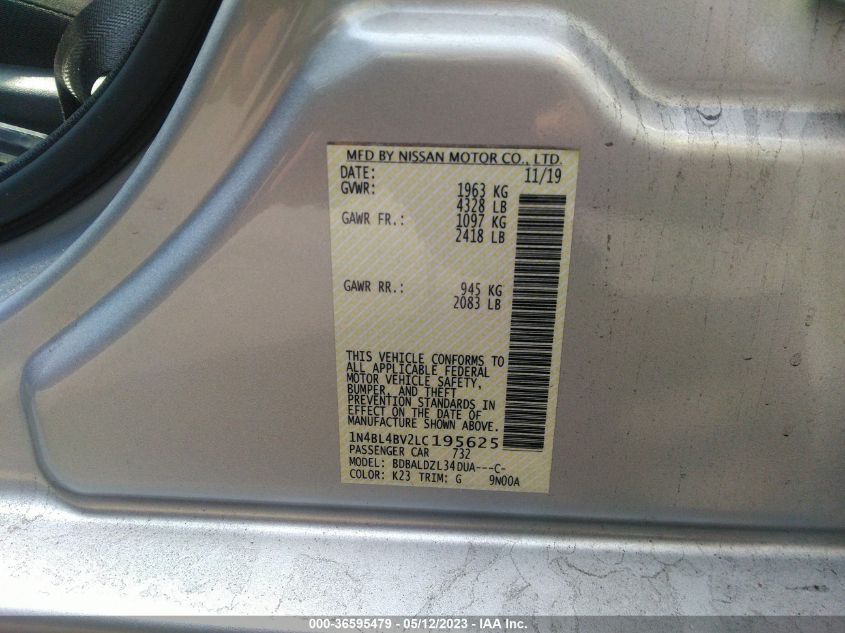 MFD BY NISSAN MOTOR CO., LTD.
DATE: 11/19
GVWR: 1963 KG
4328 LB
GAWR FR.: 1097 KG
2418 LB
GAWR RR.: 945 KG
2083 LB
THIS VEHICLE CONFORMS TO
ALL APPLICABLE FEDERAL
MOTOR VEHICLE SAFETY,
BUMPER, AND THEFT
PREVENTION STANDARDS IN
EFFECT ON THE DATE OF
MANUFACTURE SHOWN ABOVE.
1N4BL4BV2LC195625
PASSENGER CAR 732
MODEL: BDBALDZL34DUA---C-
COLOR: K23 TRIM: G 9N00A
000-36595479 - 05/12/2023 - IAA Inc.